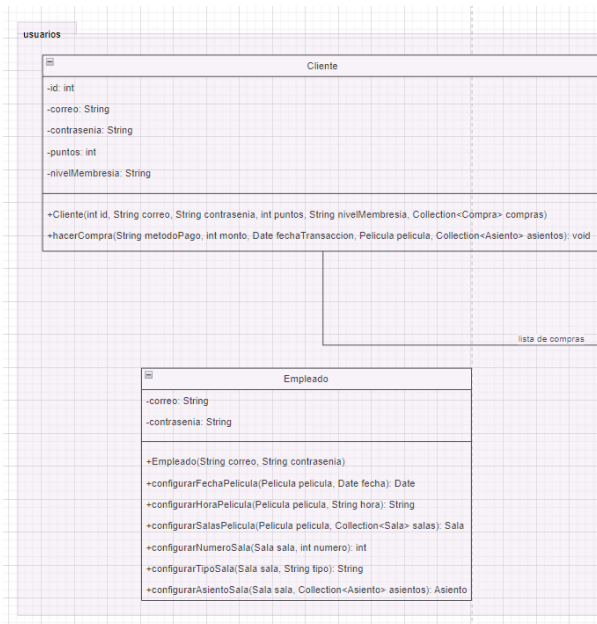 usuarios
Cliente
-id: int
-correo: String
-contrasenia: String
-puntos: int
-nivelMembresia: String
+Cliente(int id, String correo, String contrasenia, int puntos, String nivelMembresia, Collection<Compra> compras)
+hacerCompra(String metodoPago, int monto, Date fechaTransaccion, Pelicula pelicula, Collection<Asiento> asientos): void
lista de compras
Empleado
-correo: String
-contrasenia: String
+Empleado(String correo, String contrasenia)
+configurarFechaPelicula(Pelicula pelicula, Date fecha): Date
+configurarHoraPelicula(Pelicula pelicula, String hora): String
+configurarSalasPelicula(Pelicula pelicula, Collection<Sala> salas): Sala
+configurarNumeroSala(Sala sala, int numero): int
+configurarTipoSala(Sala sala, String tipo): String
+configurarAsientoSala(Sala sala, Collection<Asiento> asientos): Asiento